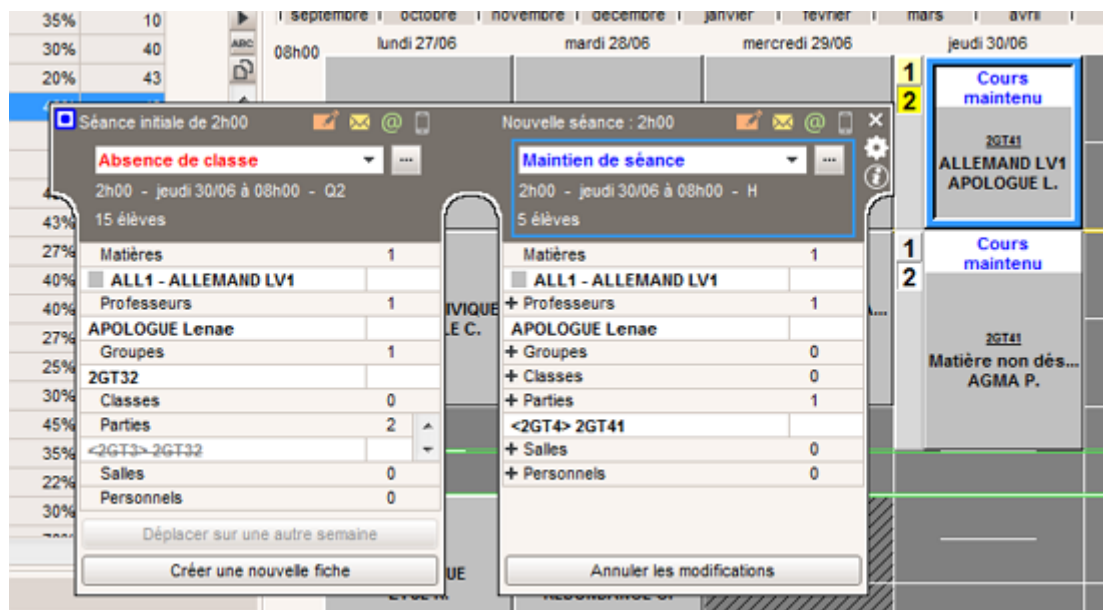 septembre octobre novembre décembre janvier février mars avril
35% 10
30% 40
20% 43
ABC
08h00
lundi 27/06 mardi 28/06 mercredi 29/06 jeudi 30/06
Séance initiale de 2h00
@
Absence de classe
...
2h00 - jeudi 30/06 à 08h00 - Q2
15 élèves
Matières 1
ALL1 - ALLEMAND LV1
Professeurs 1
APOLOGUE Lenae
Groupes 1
2GT32
Classes 0
Parties 2
<2GT3> 2GT32
Salles 0
Personnels 0
Déplacer sur une autre semaine
Créer une nouvelle fiche
Nouvelle séance : 2h00
@
Maintien de séance
...
2h00 - jeudi 30/06 à 08h00 - H
5 élèves
Matières 1
ALL1 - ALLEMAND LV1
+ Professeurs 1
APOLOGUE Lenae
+ Groupes 0
+ Classes 0
+ Parties 1
<2GT4> 2GT41
+ Salles 0
+ Personnels 0
Annuler les modifications
1
2
Cours
maintenu
2GT41
ALLEMAND LV1
APOLOGUE L.
1
2
Cours
maintenu
2GT41
Matière non dés...
AGMA P.
43%
27%
40%
40%
27%
25%
30%
45%
35%
22%
30%
IVIQUE
LE C.
UE